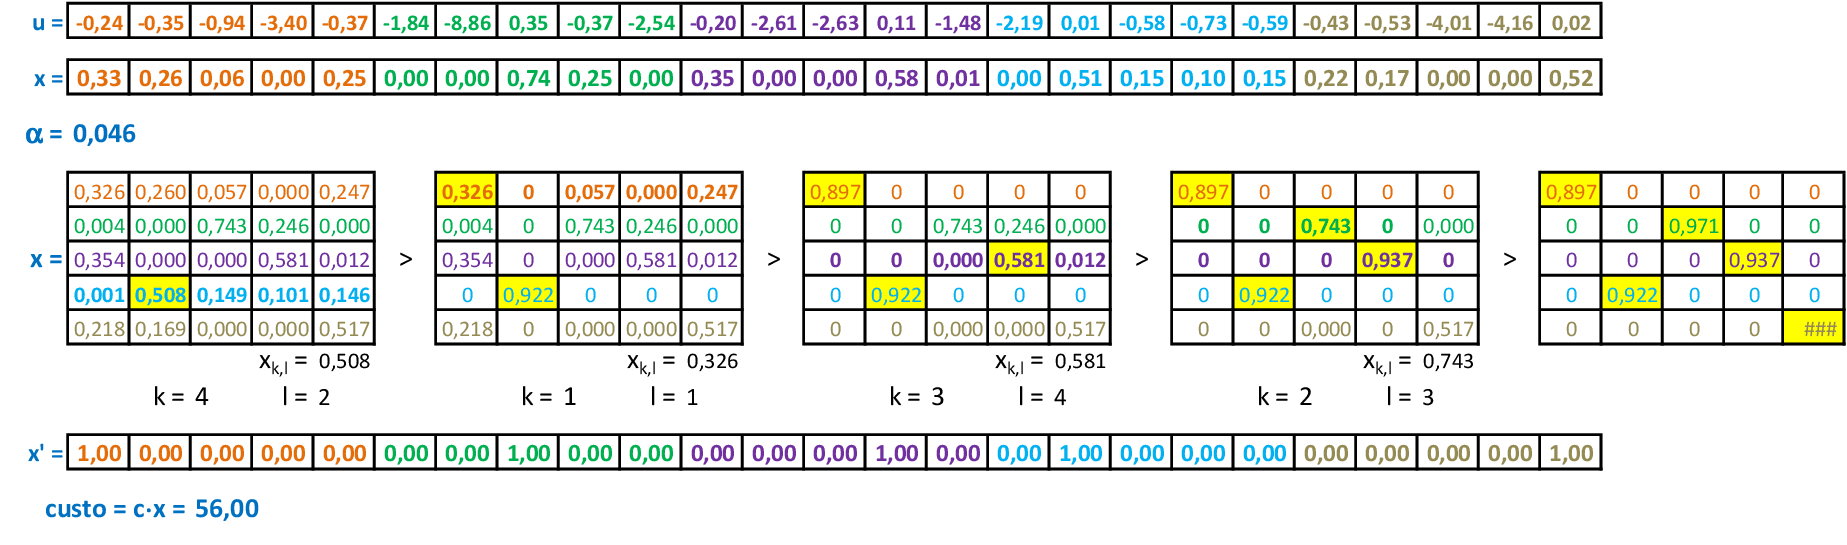 u = -0,24 -0,35 -0,94 -3,40 -0,37 -1,84 -8,86 0,35 -0,37 -2,54 -0,20 -2,61 -2,63 0,11 -1,48 -2,19 0,01 -0,58 -0,73 -0,59 -0,43 -0,53 -4,01 -4,16 0,02
x = 0,33 0,26 0,06 0,00 0,25 0,00 0,00 0,74 0,25 0,00 0,35 0,00 0,00 0,58 0,01 0,00 0,51 0,15 0,10 0,15 0,22 0,17 0,00 0,00 0,52
α = 0,046
0,326 0,260 0,057 0,000 0,247 0,326 0 0,057 0,000 0,247 0,897 0 0 0 0 0,897 0 0 0 0 0,897 0 0 0 0
0,004 0,000 0,743 0,246 0,000 0,004 0 0,743 0,246 0,000 0 0 0,743 0,246 0,000 0 0 0,743 0 0,000 0 0 0,971 0 0
x = 0,354 0,000 0,000 0,581 0,012 > 0,354 0 0,000 0,581 0,012 > 0 0 0,000 0,581 0,012 > 0 0 0 0,937 0 > 0 0 0 0,937 0
0,001 0,508 0,149 0,101 0,146 0 0,922 0 0 0 0 0,922 0 0 0 0 0,922 0 0 0 0 0,922 0 0 0
0,218 0,169 0,000 0,000 0,517 0,218 0 0,000 0,000 0,517 0 0 0,000 0,000 0,517 0 0 0,000 0 0,517 0 0 0 0 ###
xk,l = 0,508 xk,l = 0,326 xk,l = 0,581 xk,l = 0,743
k = 4 l = 2 k = 1 l = 1 k = 3 l = 4 k = 2 l = 3
x' = 1,00 0,00 0,00 0,00 0,00 0,00 0,00 1,00 0,00 0,00 0,00 0,00 0,00 1,00 0,00 0,00 1,00 0,00 0,00 0,00 0,00 0,00 0,00 0,00 1,00
custo = c·x = 56,00